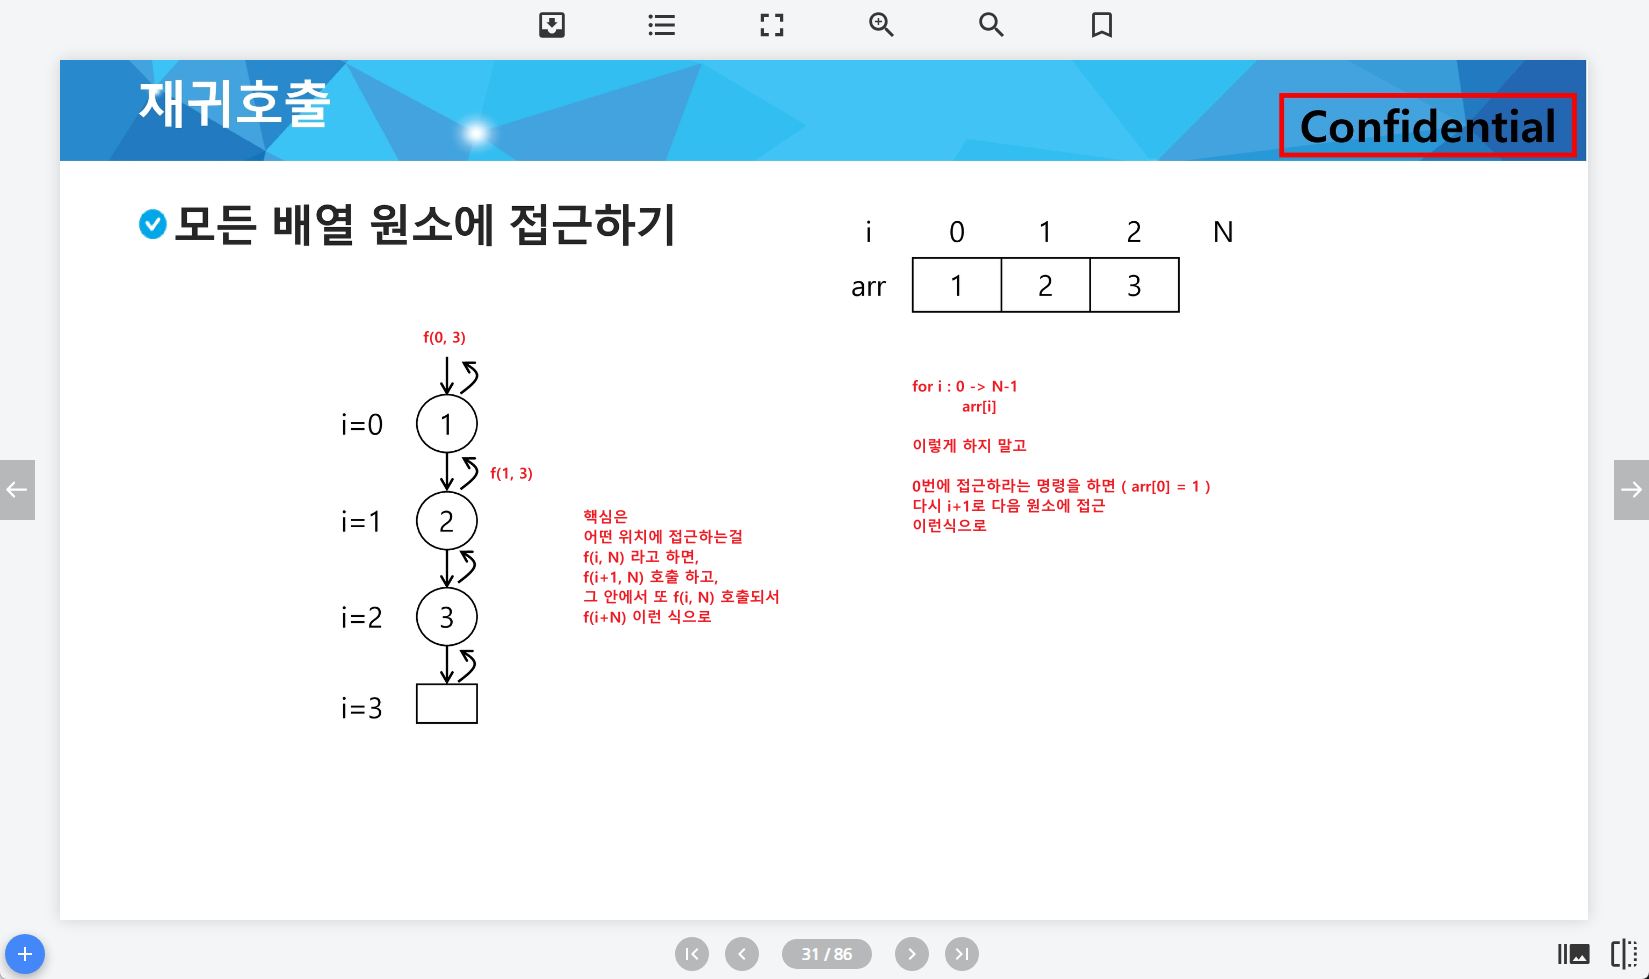 재귀호출
Confidential
모든 배열 원소에 접근하기
i 0 1 2 N
arr 1 2 3
f(0, 3)
i=0 1
f(1, 3)
i=1 2
i=2 3
i=3
핵심은
어떤 위치에 접근하는걸
f(i, N) 라고 하면,
f(i+1, N) 호출 하고,
그 안에서 또 f(i, N) 호출되서
f(i+N) 이런 식으로
for i : 0 -> N-1
arr[i]
이렇게 하지 말고
0번에 접근하라는 명령을 하면 ( arr[0] = 1 )
다시 i+1로 다음 원소에 접근
이런식으로
31 / 86